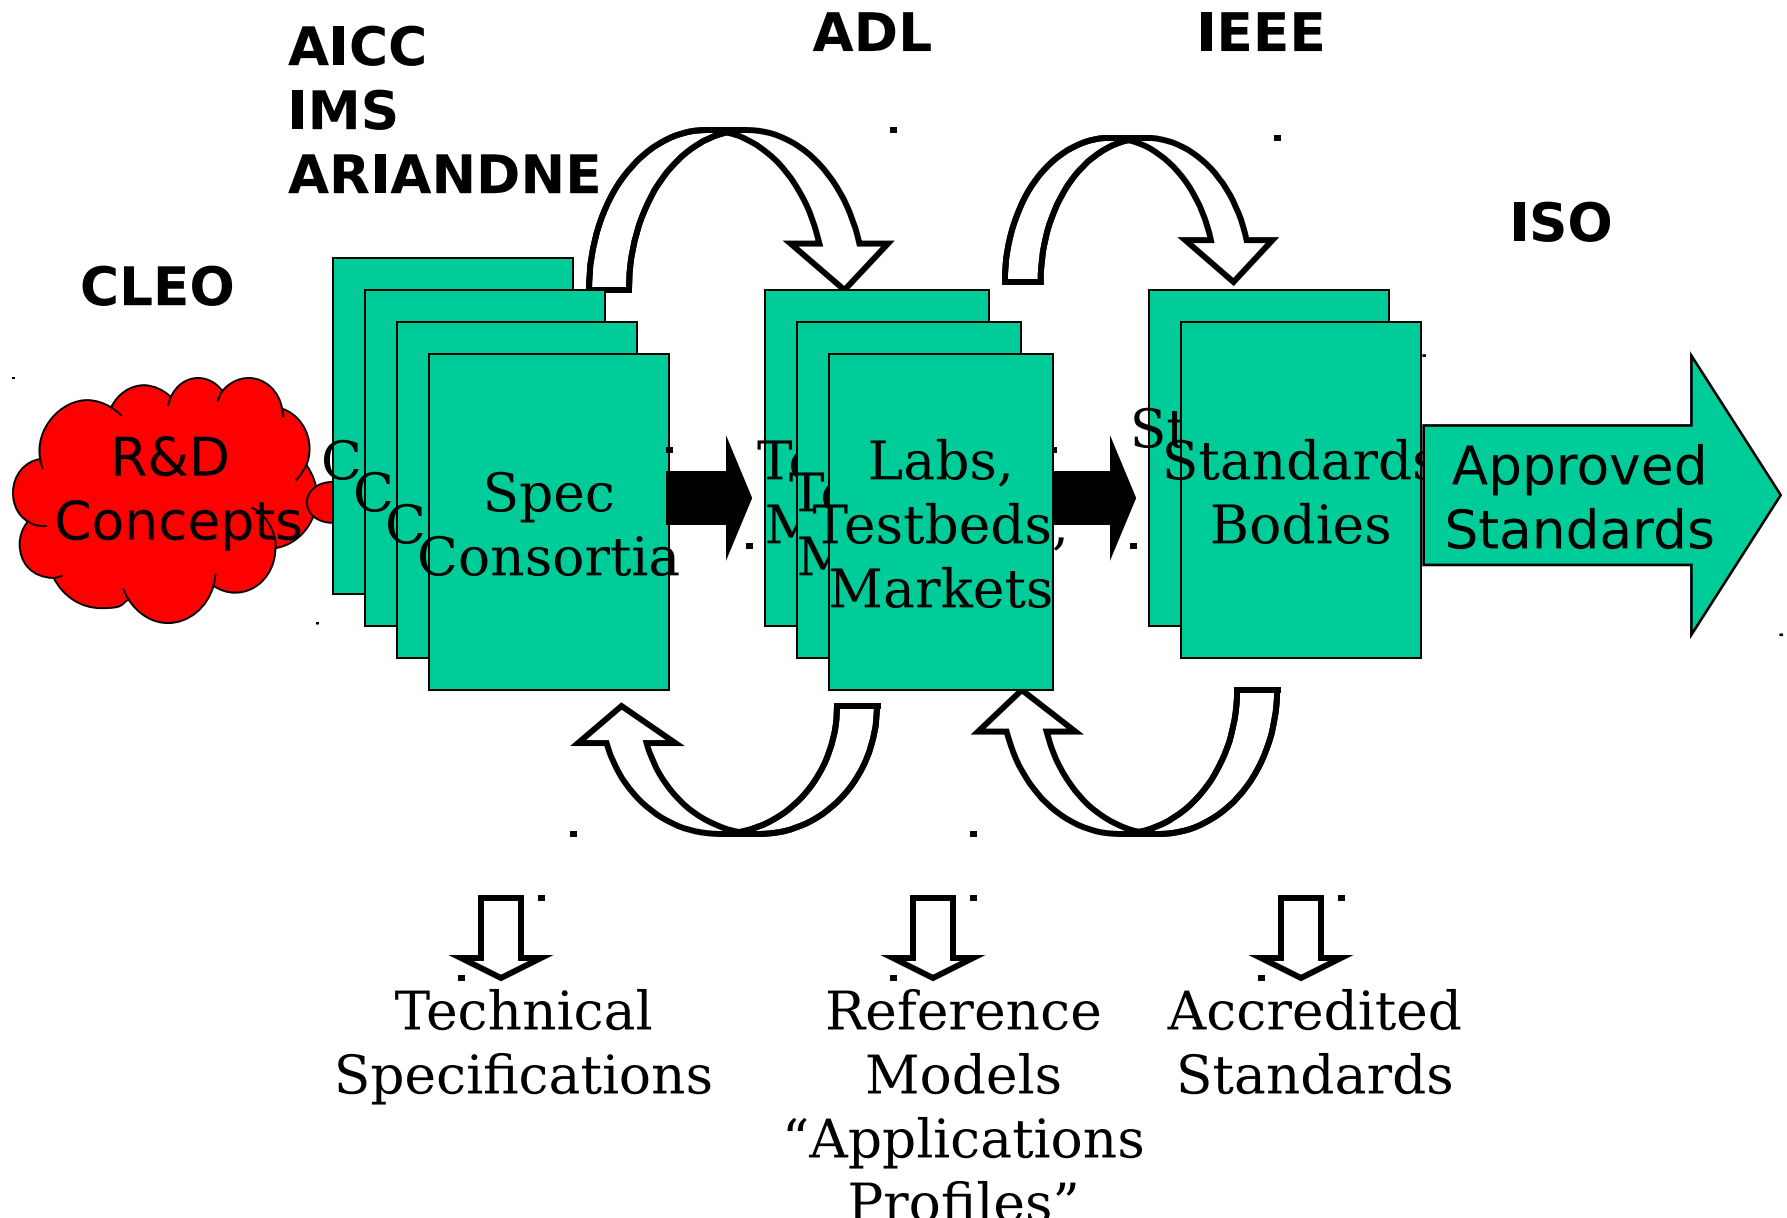 AICC
IMS
ARIANDNE
ADL
IEEE
ISO
CLEO
R&D
Concepts
C
C
C
Spec
Consortia
Labs,
Testbeds,
Markets
St
Standards
Bodies
Approved
Standards
Technical
Specifications
Reference
Models
“Applications
Profiles”
Accredited
Standards